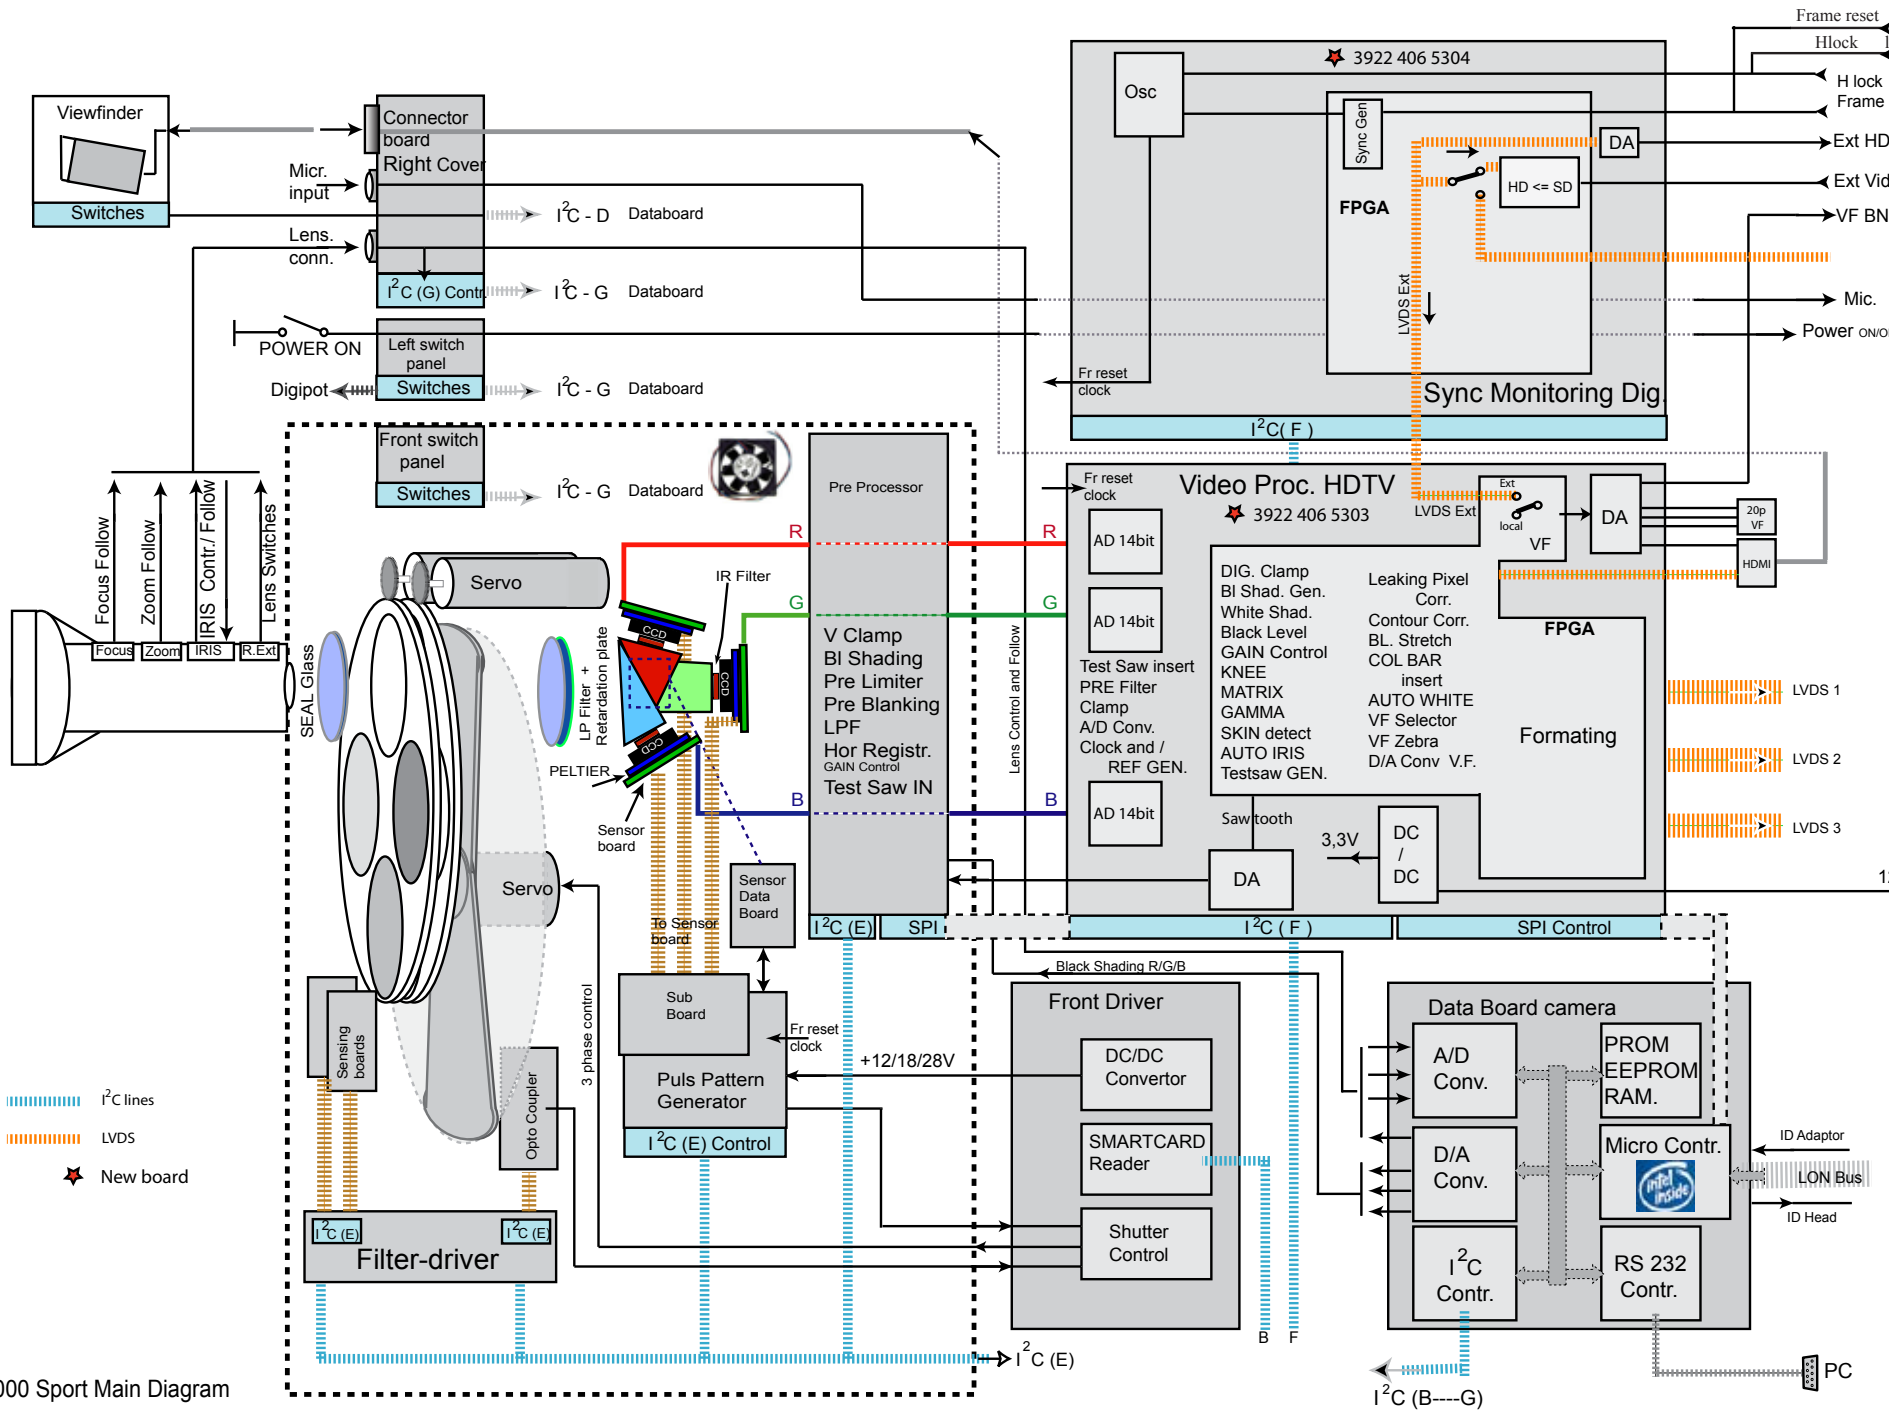 Frame reset
Hlock
H lock
Frame
Ext HD
Ext Vid
VF BN
Mic.
Power ON/O
3922 406 5304
Osc
Sync Gen
DA
HD <= SD
FPGA
LVDS Ext
Fr reset
clock
Sync Monitoring Dig.
I2C( F )
Viewfinder
Switches
Connector
board
Right Cover
Micr.
input
Lens.
conn.
I2C - D Databoard
I2C (G) Contr.
I2C - G Databoard
POWER ON
Left switch
panel
Switches
Digipot
I2C - G Databoard
Front switch
panel
Switches
I2C - G Databoard
Focus Follow
Zoom Follow
IRIS Contr./ Follow
Lens Switches
Focus
Zoom
IRIS
R.Ext
SEAL Glass
Servo
LP Filter +
Retardation plate
IR Filter
CCD
CCD
CCD
PELTIER
Sensor
board
Servo
R
G
B
Pre Processor
V Clamp
Bl Shading
Pre Limiter
Pre Blanking
LPF
Hor Registr.
GAIN Control
Test Saw IN
I2C (E)
SPI
Sensor
Data
Board
To Sensor
board
Lens Control and Follow
Fr reset
clock
Video Proc. HDTV
3922 406 5303
R
G
B
AD 14bit
AD 14bit
Test Saw insert
PRE Filter
Clamp
A/D Conv.
Clock and /
REF GEN.
AD 14bit
DIG. Clamp
Bl Shad. Gen.
White Shad.
Black Level
GAIN Control
KNEE
MATRIX
GAMMA
SKIN detect
AUTO IRIS
Testsaw GEN.
Leaking Pixel
Corr.
Contour Corr.
BL. Stretch
COL BAR
insert
AUTO WHITE
VF Selector
VF Zebra
D/A Conv V.F.
LVDS Ext
Ext
local
VF
DA
20p
VF
HDMI
FPGA
Formating
LVDS 1
LVDS 2
LVDS 3
Saw tooth
DA
3,3V
DC
/
DC
1
I2C ( F )
SPI Control
Black Shading R/G/B
Sensing
boards
3 phase control
Opto Coupler
Sub
Board
Fr reset
clock
Puls Pattern
Generator
I2C (E) Control
+12/18/28V
Front Driver
DC/DC
Convertor
SMARTCARD
Reader
Shutter
Control
B
F
Data Board camera
A/D
Conv.
PROM
EEPROM
RAM.
D/A
Conv.
Micro Contr.
intel
inside
I2C
Contr.
RS 232
Contr.
ID Adaptor
LON Bus
ID Head
I2C (E)
I2C (E)
Filter-driver
I2C (E)
I2C (B----G)
PC
I2C lines
LVDS
New board
000 Sport Main Diagram